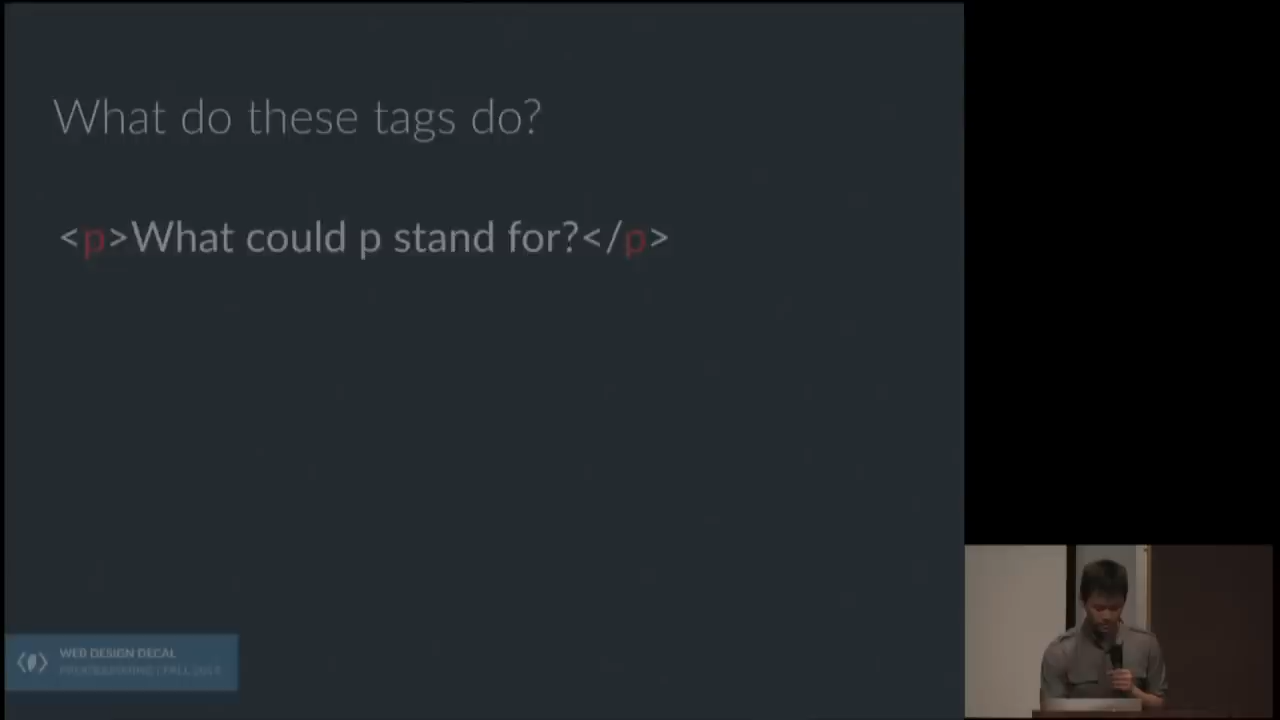 What do these tags do?
<p>What could p stand for?</p>
WEB DESIGN DECAL